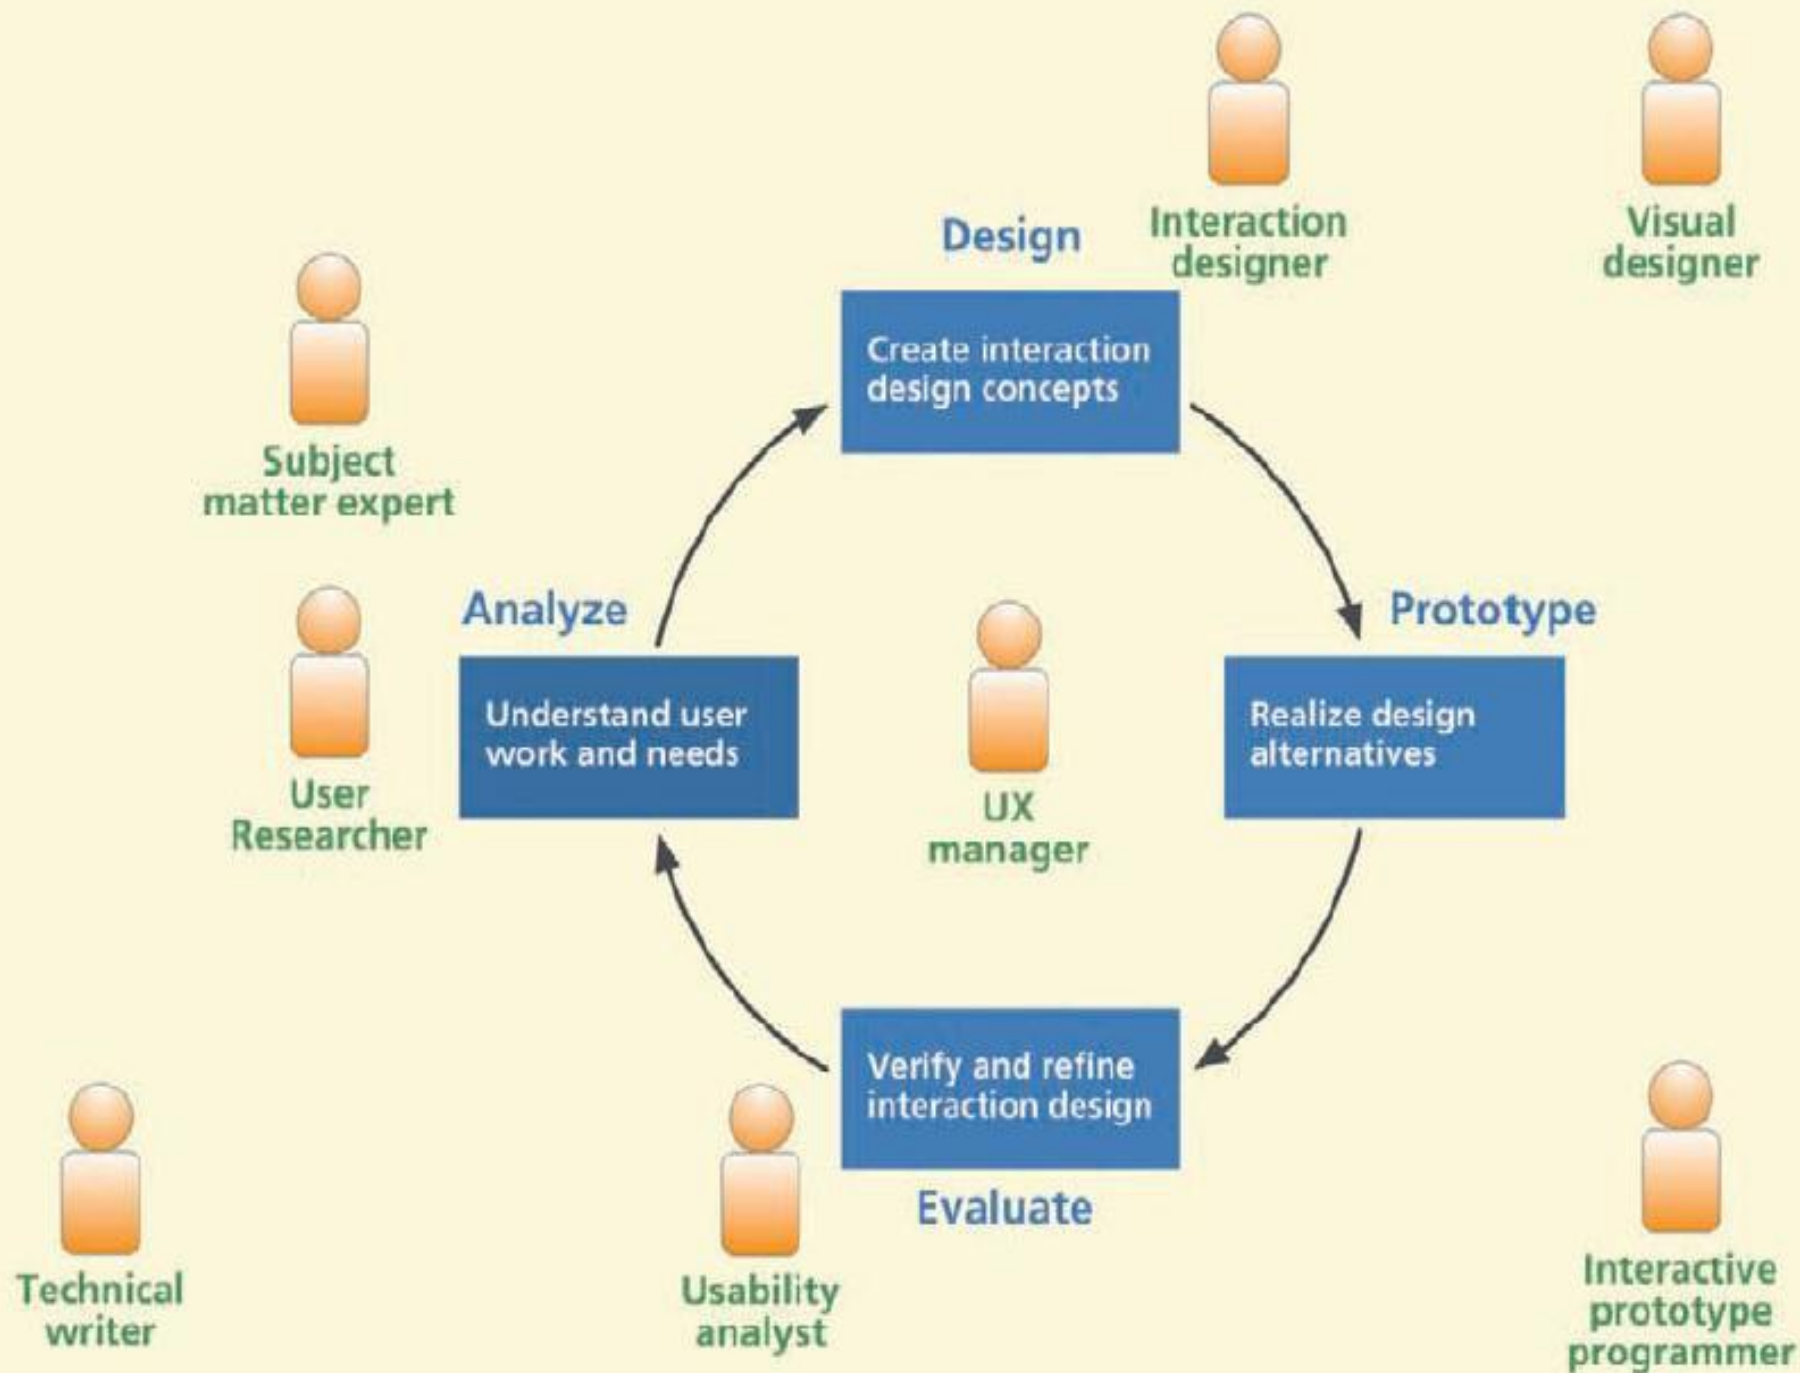 Interaction
designer
Visual
designer
Design
Create interaction
design concepts
Subject
matter expert
Analyze
Understand user
work and needs
User
Researcher
UX
manager
Prototype
Realize design
alternatives
Verify and refine
interaction design
Evaluate
Technical
writer
Usability
analyst
Interactive
prototype
programmer